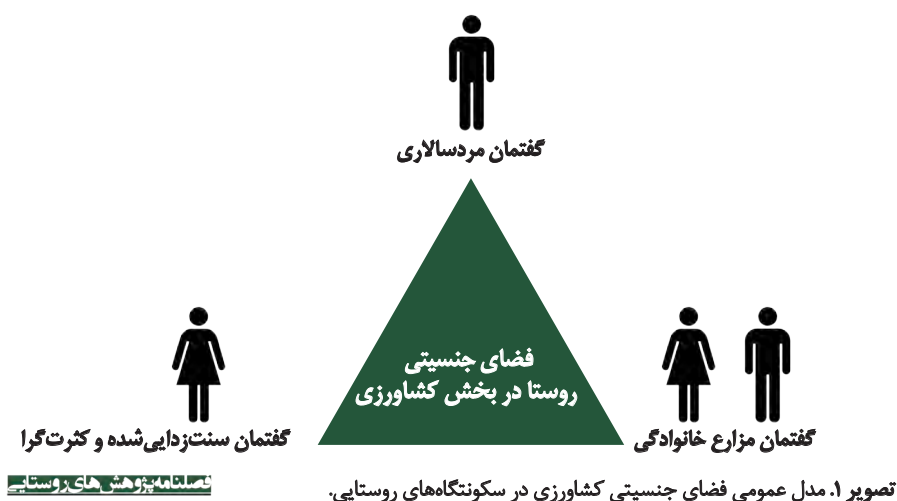 گفتمان مردسالاری
فضای جنسیتی
روستا در بخش کشاورزی
گفتمان مزارع خانوادگی
گفتمان سنت‌زدایی‌شده و کثرت‌گرا
تصویر ۱. مدل عمومی فضای جنسیتی کشاورزی در سکونتگاه‌های روستایی.
فصلنامه پژوهش های روستایی